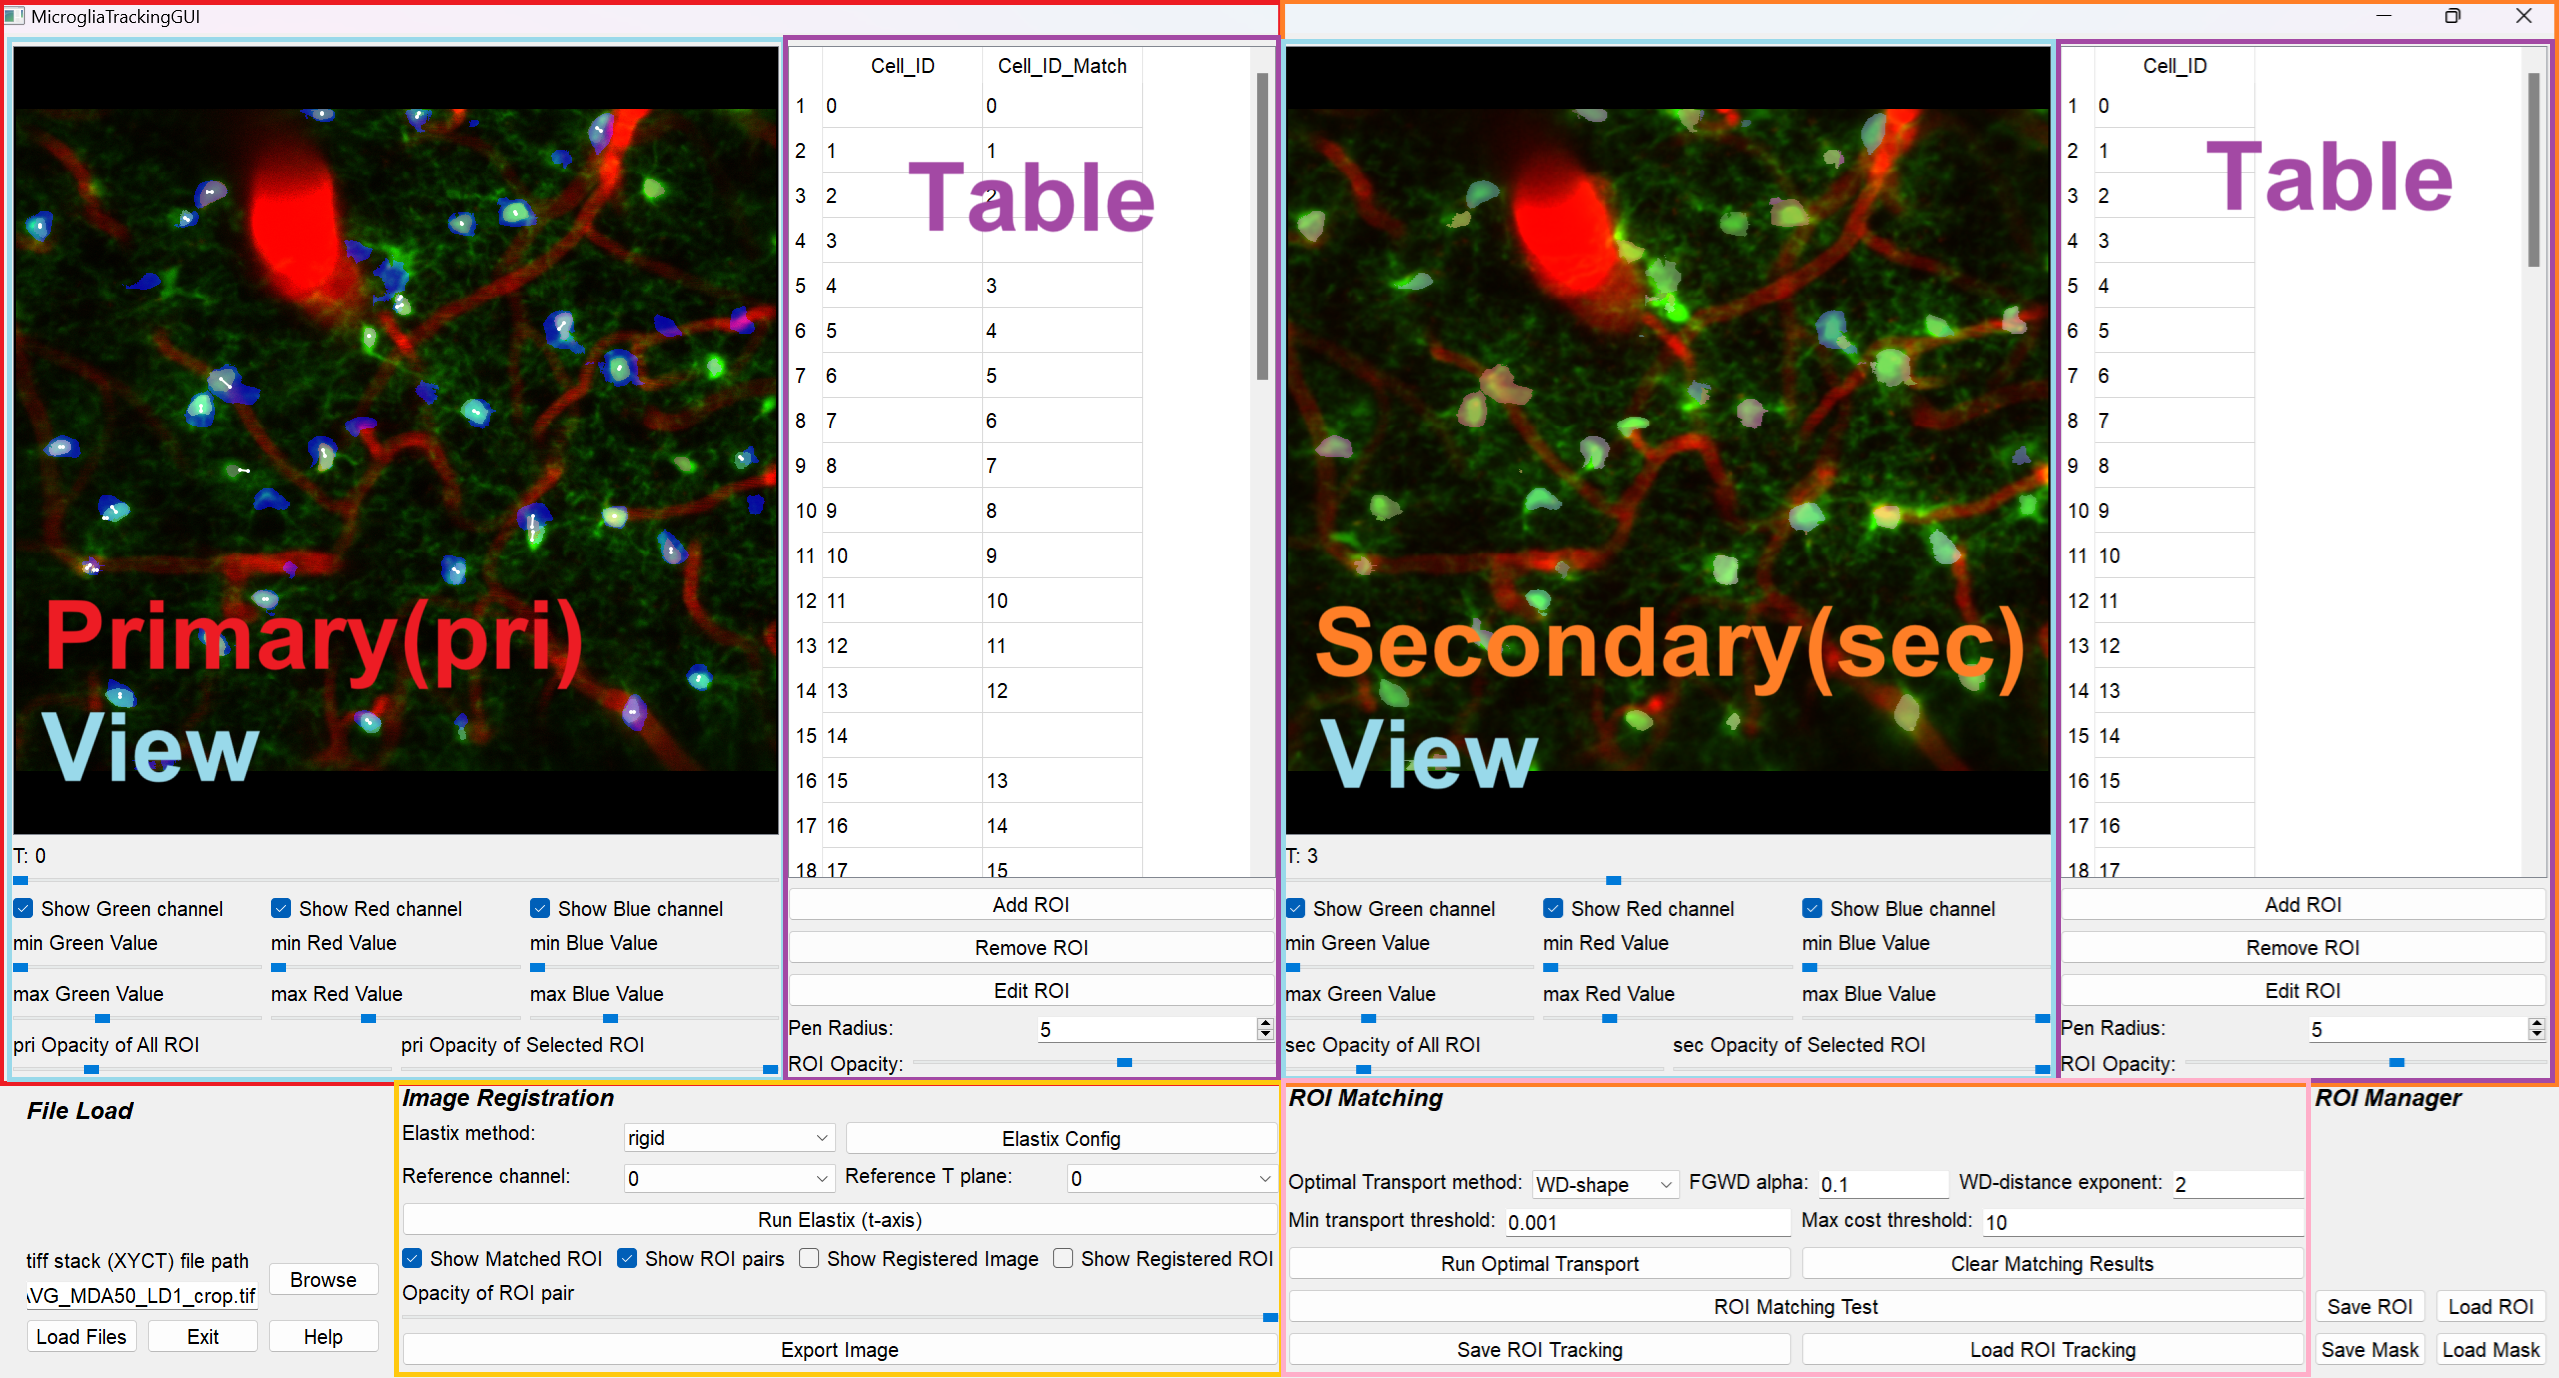 MicrogliaTrackingGUI
Cell_ID Cell_ID_Match
1 0 0
2 1 1
3 2 2
4 3
5 4 3
6 5 4
7 6 5
8 7 6
9 8 7
10 9 8
11 10 9
12 11 10
13 12 11
14 13 12
15 14
16 15 13
17 16 14
18 17 15
Table
Primary(pri)
View
T: 0
Show Green channel Show Red channel Show Blue channel
min Green Value min Red Value min Blue Value
max Green Value max Red Value max Blue Value
pri Opacity of All ROI pri Opacity of Selected ROI
Add ROI
Remove ROI
Edit ROI
Pen Radius: 5
ROI Opacity:
Cell_ID
1 0
2 1
3 2
4 3
5 4
6 5
7 6
8 7
9 8
10 9
11 10
12 11
13 12
14 13
15 14
16 15
17 16
18 17
Table
Secondary(sec)
View
T: 3
Show Green channel Show Red channel Show Blue channel
min Green Value min Red Value min Blue Value
max Green Value max Red Value max Blue Value
sec Opacity of All ROI sec Opacity of Selected ROI
Add ROI
Remove ROI
Edit ROI
Pen Radius: 5
ROI Opacity:
File Load
tiff stack (XYCT) file path
Browse
VG_MDA50_LD1_crop.tif
Load Files Exit Help
Image Registration
Elastix method: rigid Elastix Config
Reference channel: 0 Reference T plane: 0
Run Elastix (t-axis)
Show Matched ROI Show ROI pairs Show Registered Image Show Registered ROI
Opacity of ROI pair
Export Image
ROI Matching
Optimal Transport method: WD-shape FGWD alpha: 0.1 WD-distance exponent: 2
Min transport threshold: 0.001 Max cost threshold: 10
Run Optimal Transport Clear Matching Results
ROI Matching Test
Save ROI Tracking Load ROI Tracking
ROI Manager
Save ROI Load ROI
Save Mask Load Mask